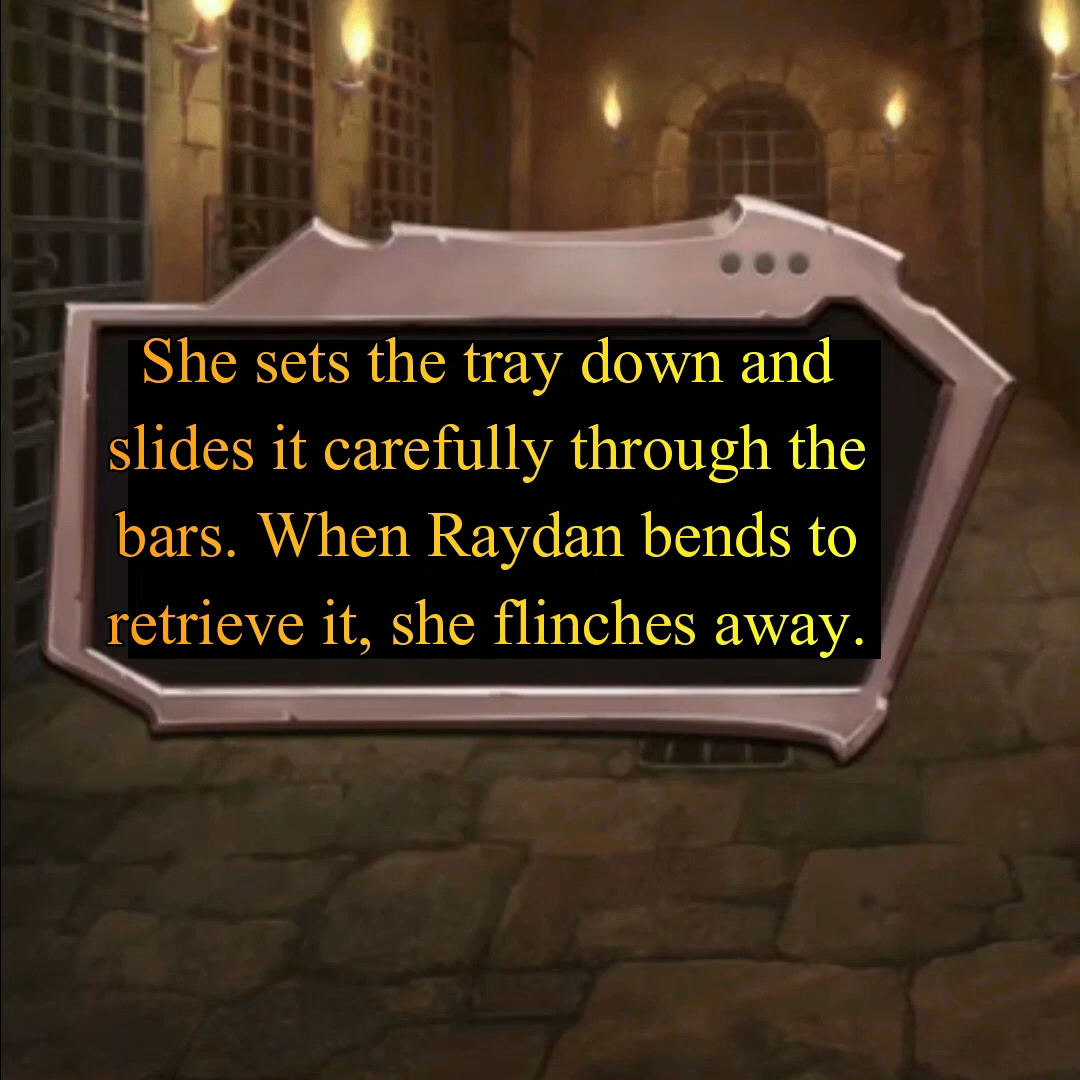 She sets the tray down and
slides it carefully through the
bars. When Raydan bends to
retrieve it, she flinches away.